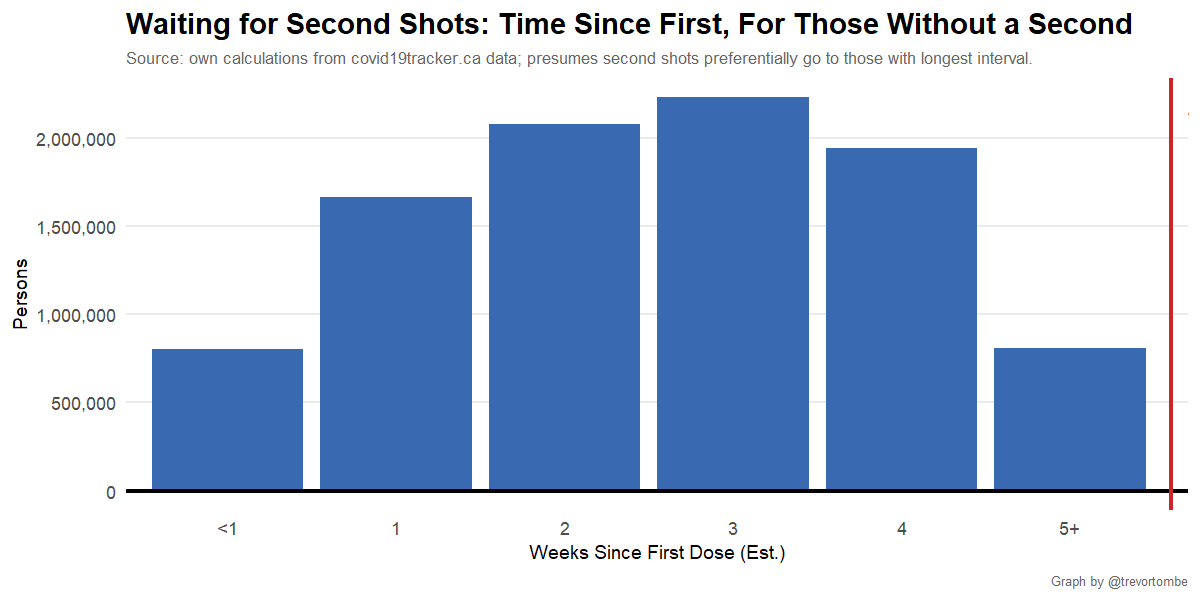 Waiting for Second Shots: Time Since First, For Those Without a Second
Source: own calculations from covid19tracker.ca data; presumes second shots preferentially go to those with longest interval.
Persons
2,000,000
1,500,000
1,000,000
500,000
0
<1
1
2
3
4
5+
Weeks Since First Dose (Est.)
Graph by @trevortombe